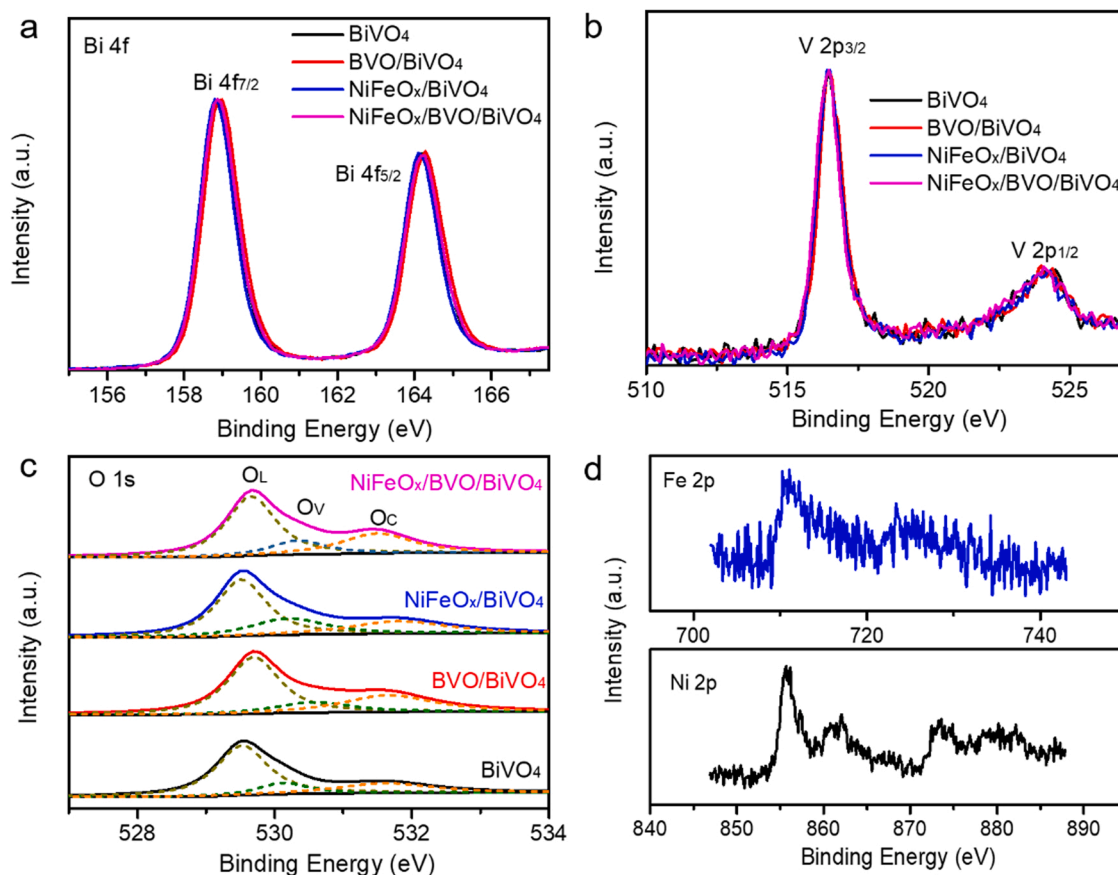 a
Bi 4f
BiVO₄
BVO/BiVO₄
NiFeOₓ/BiVO₄
NiFeOₓ/BVO/BiVO₄
Bi 4f₇/₂
Bi 4f₅/₂
Intensity (a.u.)
156 158 160 162 164 166
Binding Energy (eV)
b
V 2p₃/₂
BiVO₄
BVO/BiVO₄
NiFeOₓ/BiVO₄
NiFeOₓ/BVO/BiVO₄
V 2p₁/₂
Intensity (a.u.)
510 515 520 525
Binding Energy (eV)
c
O 1s
O_L
O_V
O_C
NiFeOₓ/BVO/BiVO₄
NiFeOₓ/BiVO₄
BVO/BiVO₄
BiVO₄
Intensity (a.u.)
528 530 532 534
Binding Energy (eV)
d
Fe 2p
700 720 740
Ni 2p
Intensity (a.u.)
840 850 860 870 880 890
Binding Energy (eV)